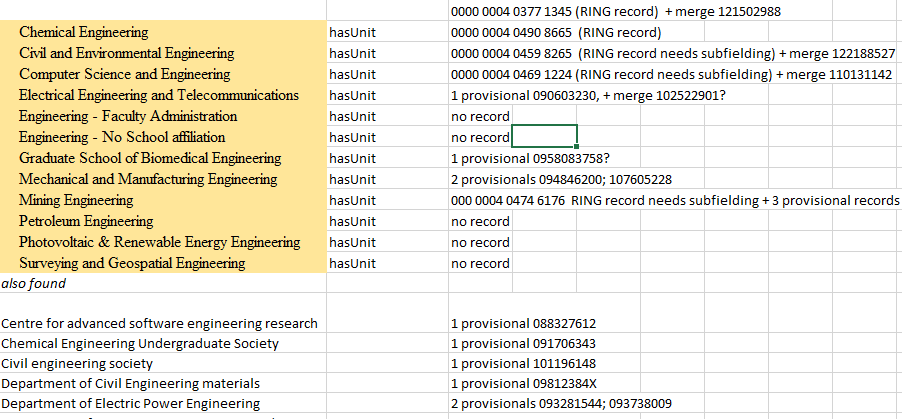 0000 0004 0377 1345 (RING record) + merge 121502988
Chemical Engineering hasUnit 0000 0004 0490 8665 (RING record)
Civil and Environmental Engineering hasUnit 0000 0004 0459 8265 (RING record needs subfielding) + merge 122188527
Computer Science and Engineering hasUnit 0000 0004 0469 1224 (RING record needs subfielding) + merge 110131142
Electrical Engineering and Telecommunications hasUnit 1 provisional 090603230, + merge 102522901?
Engineering - Faculty Administration hasUnit no record
Engineering - No School affiliation hasUnit no record
Graduate School of Biomedical Engineering hasUnit 1 provisional 0958083758?
Mechanical and Manufacturing Engineering hasUnit 2 provisionals 094846200; 107605228
Mining Engineering hasUnit 000 0004 0474 6176 RING record needs subfielding + 3 provisional records
Petroleum Engineering hasUnit no record
Photovoltaic & Renewable Energy Engineering hasUnit no record
Surveying and Geospatial Engineering hasUnit no record
also found
Centre for advanced software engineering research 1 provisional 088327612
Chemical Engineering Undergraduate Society 1 provisional 091706343
Civil engineering society 1 provisional 101196148
Department of Civil Engineering materials 1 provisional 09812384X
Department of Electric Power Engineering 2 provisionals 093281544; 093738009